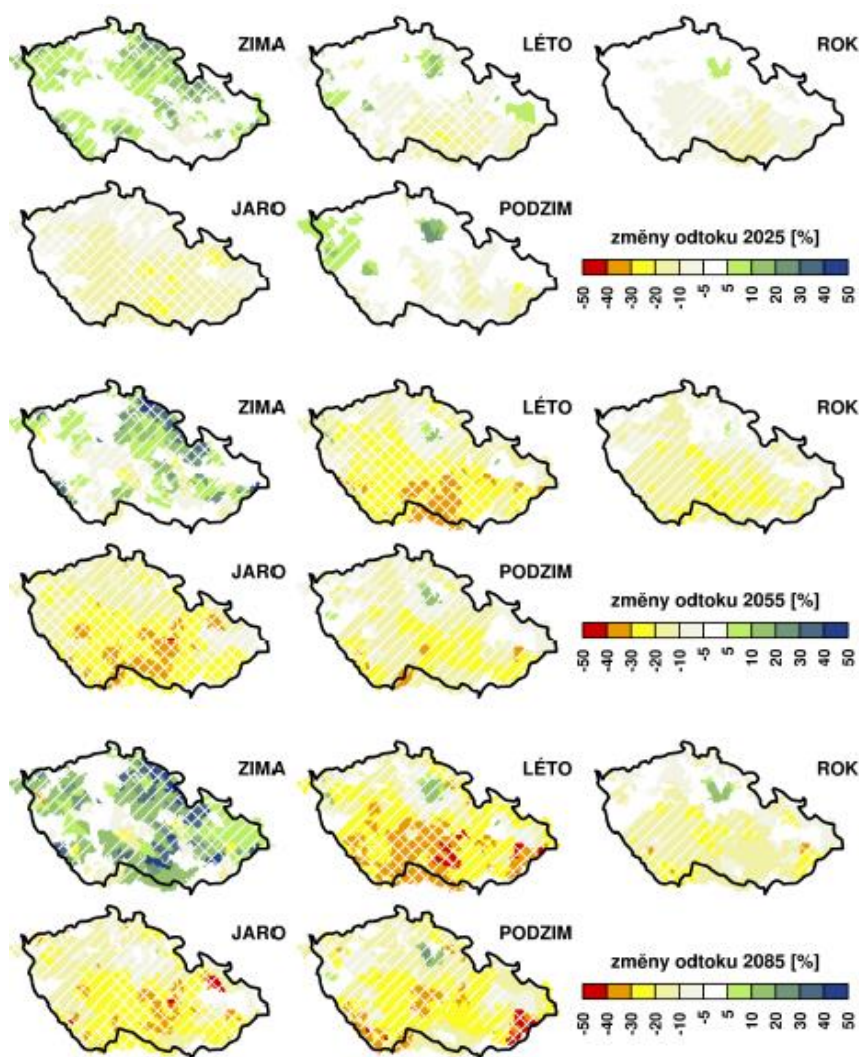 ZIMA
LÉTO
ROK
JARO
PODZIM
změny odtoku 2025 [%]
-50 -40 -30 -20 -10 -5 5 10 20 30 40 50
ZIMA
LÉTO
ROK
JARO
PODZIM
změny odtoku 2055 [%]
-50 -40 -30 -20 -10 -5 5 10 20 30 40 50
ZIMA
LÉTO
ROK
JARO
PODZIM
změny odtoku 2085 [%]
-50 -40 -30 -20 -10 -5 5 10 20 30 40 50